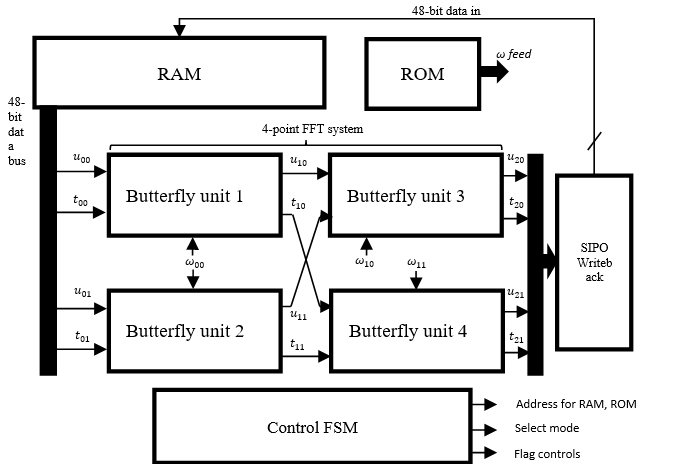 48-bit data in
RAM
ROM
ω feed
48-
bit
dat
a
bus
4-point FFT system
u₀₀
Butterfly unit 1
u₁₀
Butterfly unit 3
u₂₀
t₀₀
t₁₀
t₂₀
ω₀₀
ω₁₀
ω₁₁
SIPO
Writeb
ack
u₀₁
Butterfly unit 2
u₁₁
Butterfly unit 4
u₂₁
t₀₁
t₁₁
t₂₁
Control FSM
Address for RAM, ROM
Select mode
Flag controls